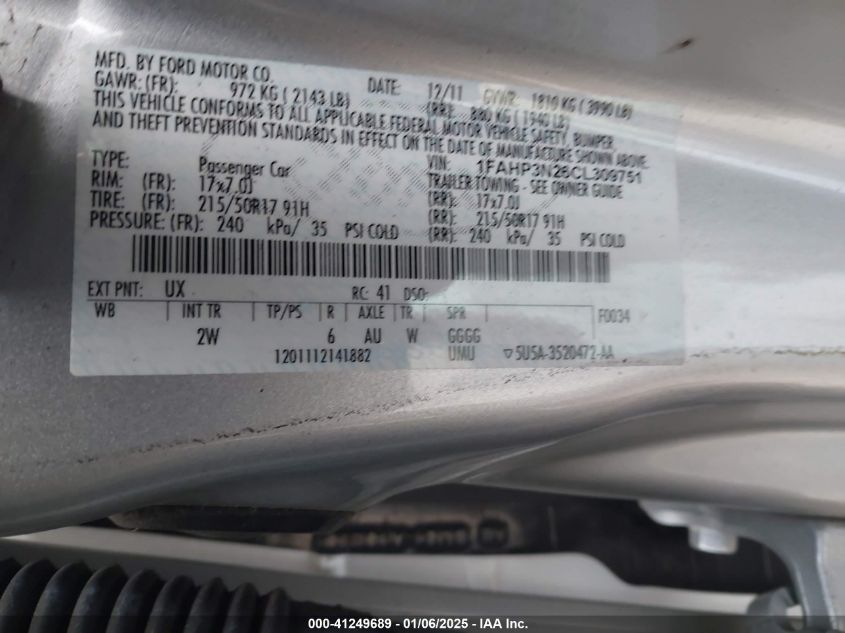 MFD. BY FORD MOTOR CO.
DATE: 12/11 GVWR: 1810 KG ( 3990 LB)
GAWR: (FR): 972 KG ( 2143 LB) (RR): 880 KG ( 1940 LB)
THIS VEHICLE CONFORMS TO ALL APPLICABLE FEDERAL MOTOR VEHICLE SAFETY, BUMPER,
AND THEFT PREVENTION STANDARDS IN EFFECT ON THE DATE OF MANUFACTURE SHOWN ABOVE.
VIN: 1FAHP3N26CL309751
TYPE: Passenger Car TRAILER TOWING - SEE OWNER GUIDE
RIM: (FR): 17x7.0J (RR): 17x7.0J
TIRE: (FR): 215/50R17 91H (RR): 215/50R17 91H
PRESSURE: (FR): 240 kPa/ 35 PSI COLD (RR): 240 kPa/ 35 PSI COLD
EXT PNT: UX RC: 41 DSO:
WB INT TR TP/PS R AXLE TR SPR F0034
2W 6 AU W GGGG
1201112141882 UMU ▽5U5A-3520472-AA
000-41249689 - 01/06/2025 - IAA Inc.